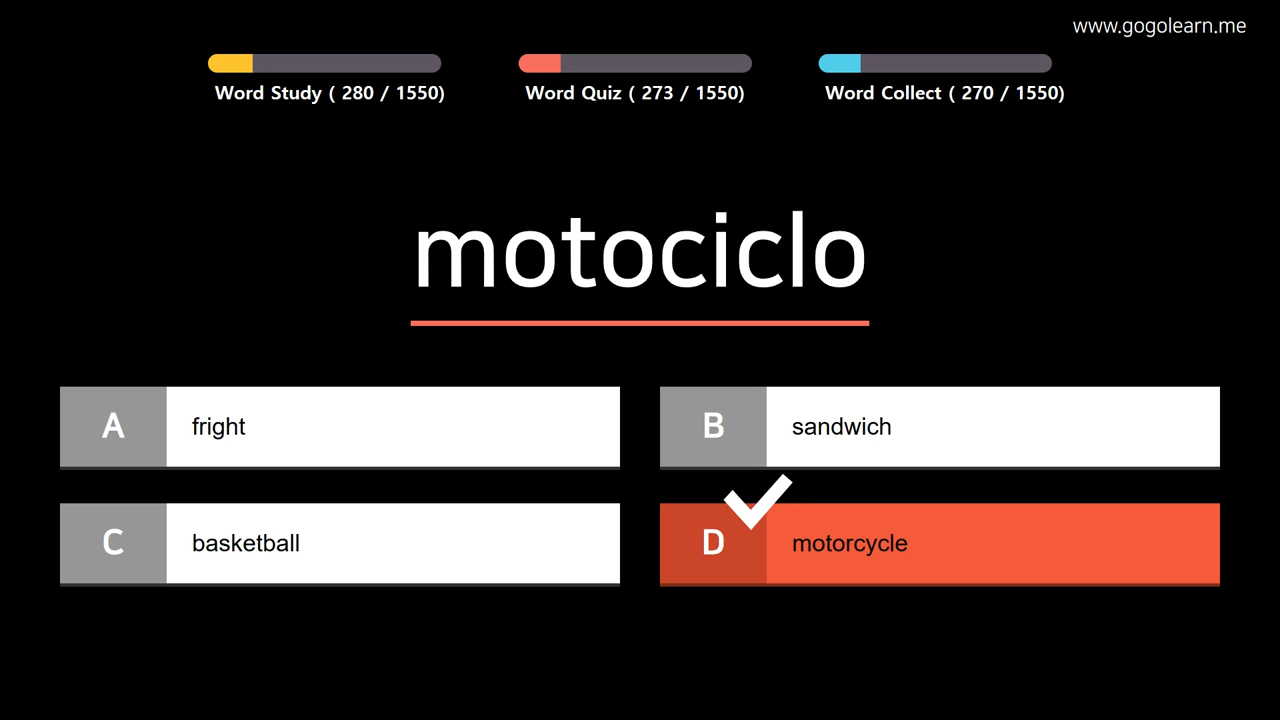 www.gogolearn.me
Word Study ( 280 / 1550)
Word Quiz ( 273 / 1550)
Word Collect ( 270 / 1550)
motociclo
A fright
B sandwich
C basketball
D motorcycle